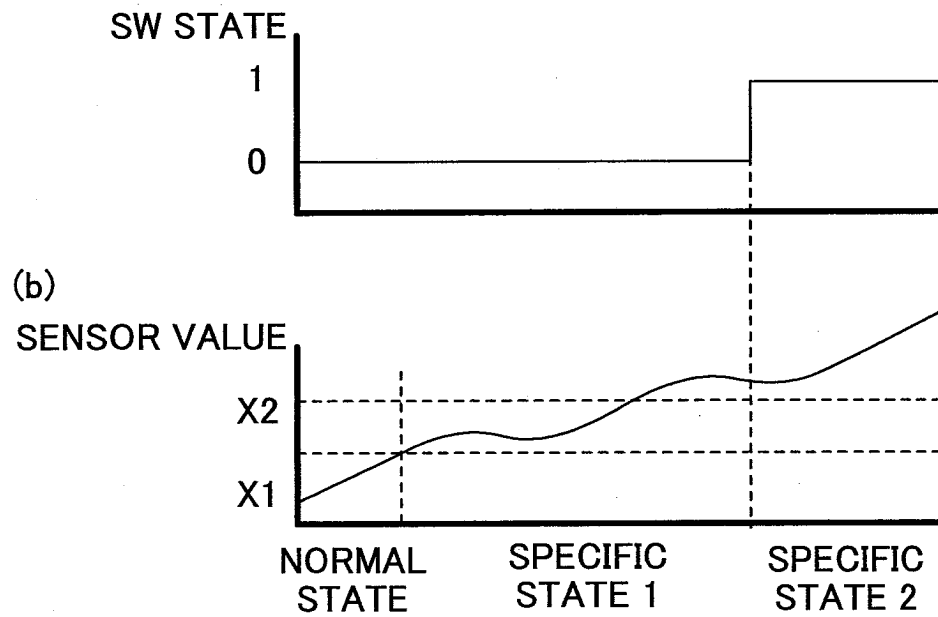 SW STATE
1
0
(b)
SENSOR VALUE
X2
X1
NORMAL
STATE
SPECIFIC
STATE 1
SPECIFIC
STATE 2